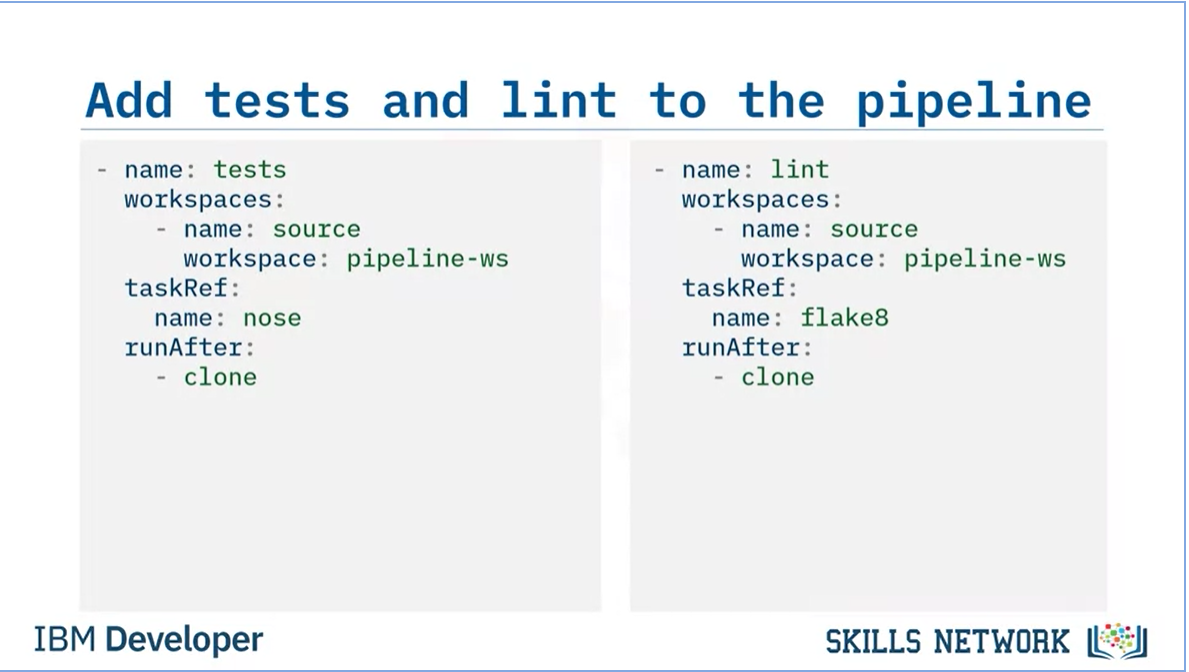 Add tests and lint to the pipeline
- name: tests
workspaces:
- name: source
workspace: pipeline-ws
taskRef:
name: nose
runAfter:
- clone
- name: lint
workspaces:
- name: source
workspace: pipeline-ws
taskRef:
name: flake8
runAfter:
- clone
IBM Developer
SKILLS NETWORK